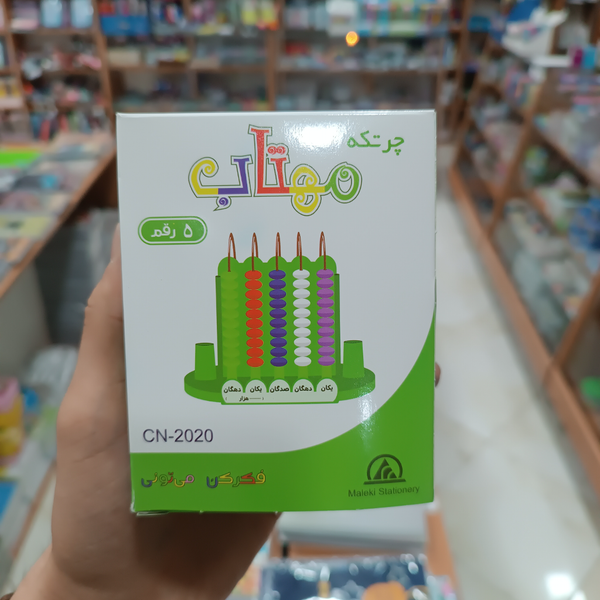 چرتکه
مهتاب
۵ رقم
یکان دهگان صدگان یکان دهگان
هزار
CN-2020
فکر کن می‌تونی
Maleki Stationery